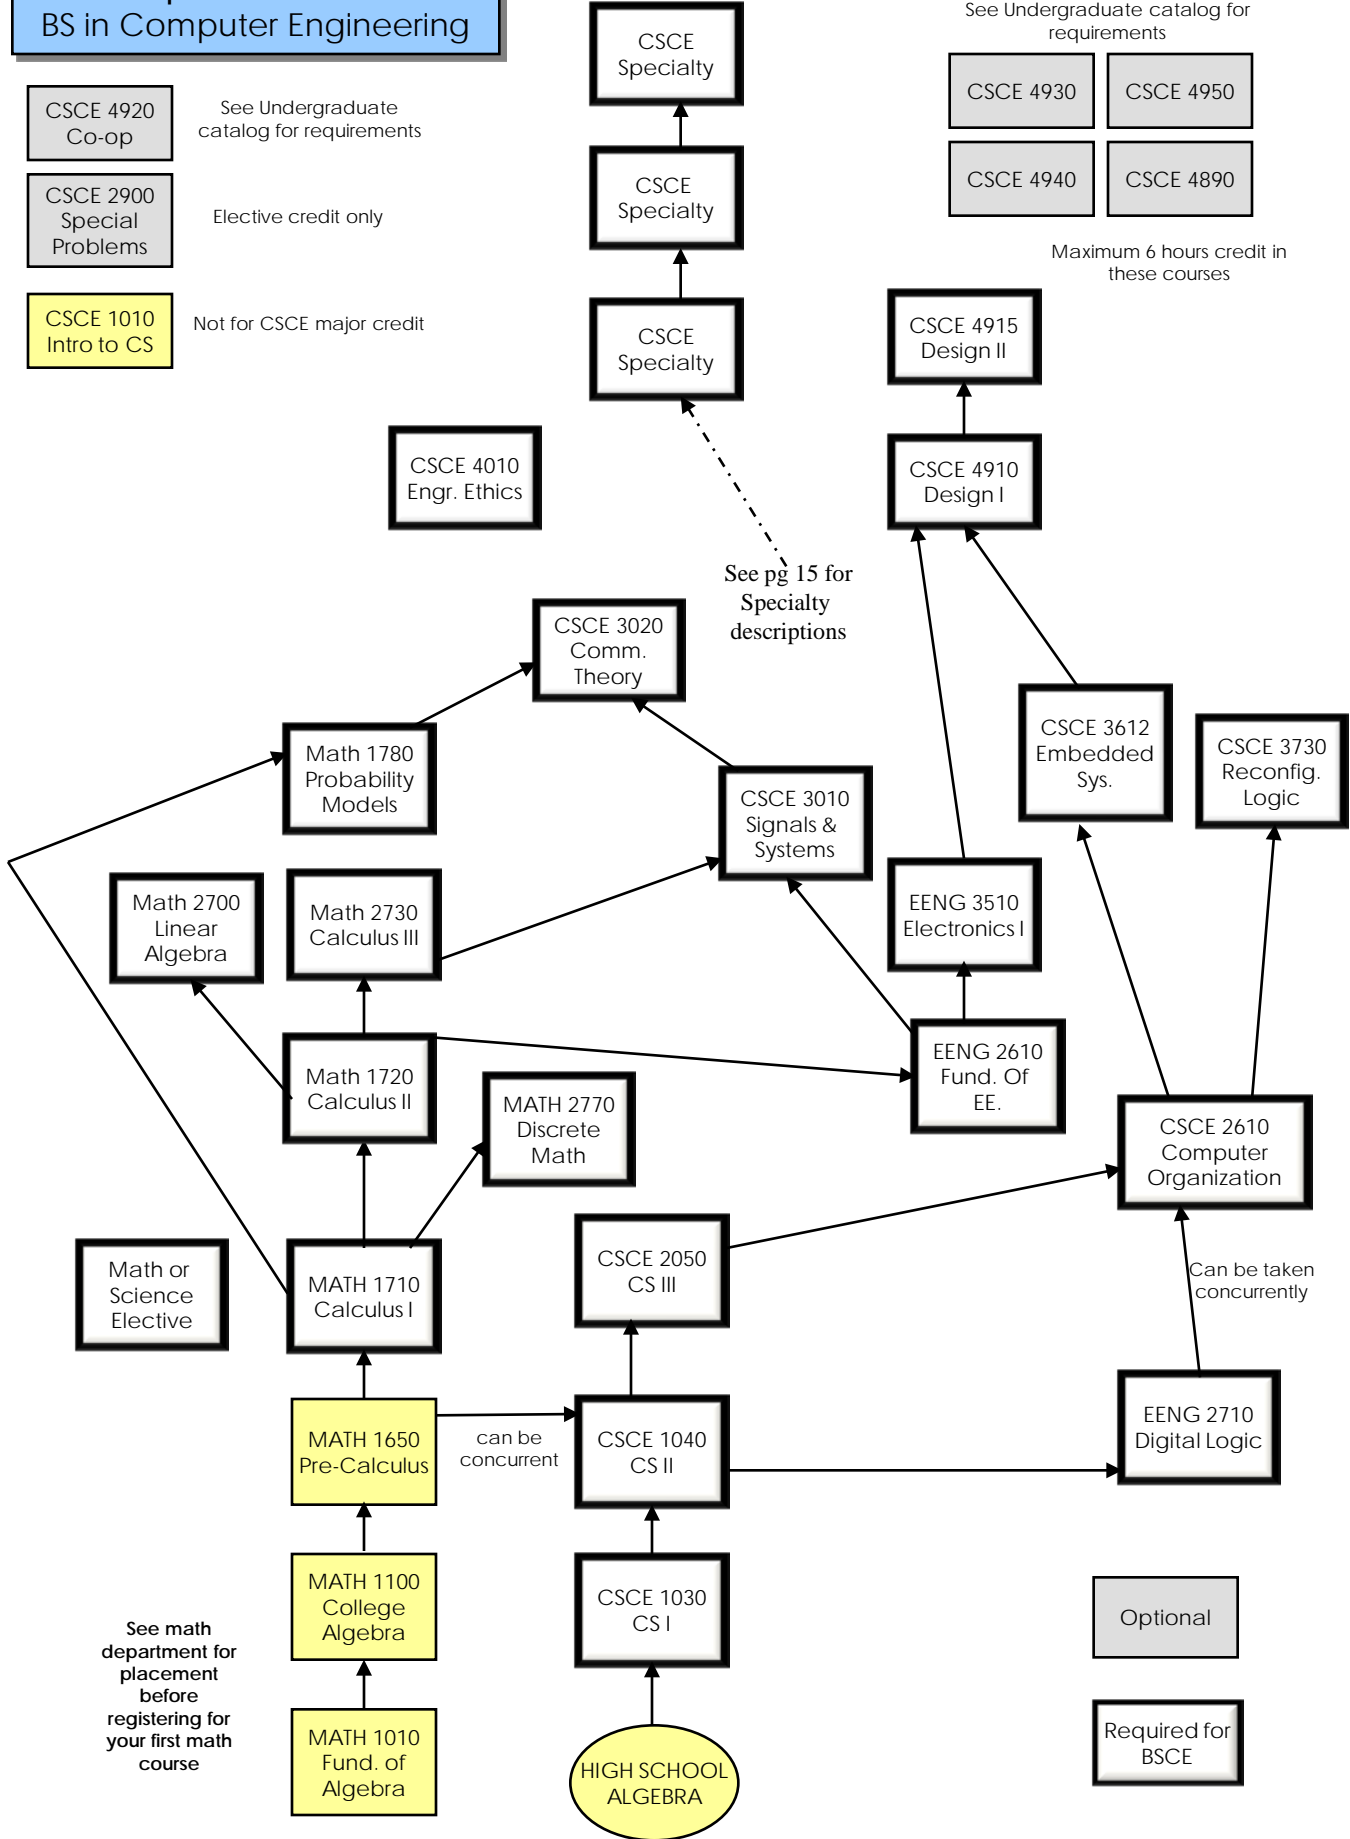 BS in Computer Engineering
CSCE 4920
Co-op
See Undergraduate
catalog for requirements
CSCE 2900
Special
Problems
Elective credit only
CSCE 1010
Intro to CS
Not for CSCE major credit
CSCE
Specialty
CSCE
Specialty
CSCE
Specialty
See Undergraduate catalog for
requirements
CSCE 4930
CSCE 4950
CSCE 4940
CSCE 4890
Maximum 6 hours credit in
these courses
CSCE 4915
Design II
CSCE 4910
Design I
CSCE 4010
Engr. Ethics
See pg 15 for
Specialty
descriptions
CSCE 3020
Comm.
Theory
Math 1780
Probability
Models
CSCE 3010
Signals &
Systems
CSCE 3612
Embedded
Sys.
CSCE 3730
Reconfig.
Logic
Math 2700
Linear
Algebra
Math 2730
Calculus III
EENG 3510
Electronics I
Math 1720
Calculus II
MATH 2770
Discrete
Math
EENG 2610
Fund. Of
EE.
CSCE 2610
Computer
Organization
Math or
Science
Elective
MATH 1710
Calculus I
CSCE 2050
CS III
Can be taken
concurrently
MATH 1650
Pre-Calculus
can be
concurrent
CSCE 1040
CS II
EENG 2710
Digital Logic
MATH 1100
College
Algebra
CSCE 1030
CS I
See math
department for
placement
before
registering for
your first math
course
MATH 1010
Fund. of
Algebra
HIGH SCHOOL
ALGEBRA
Optional
Required for
BSCE